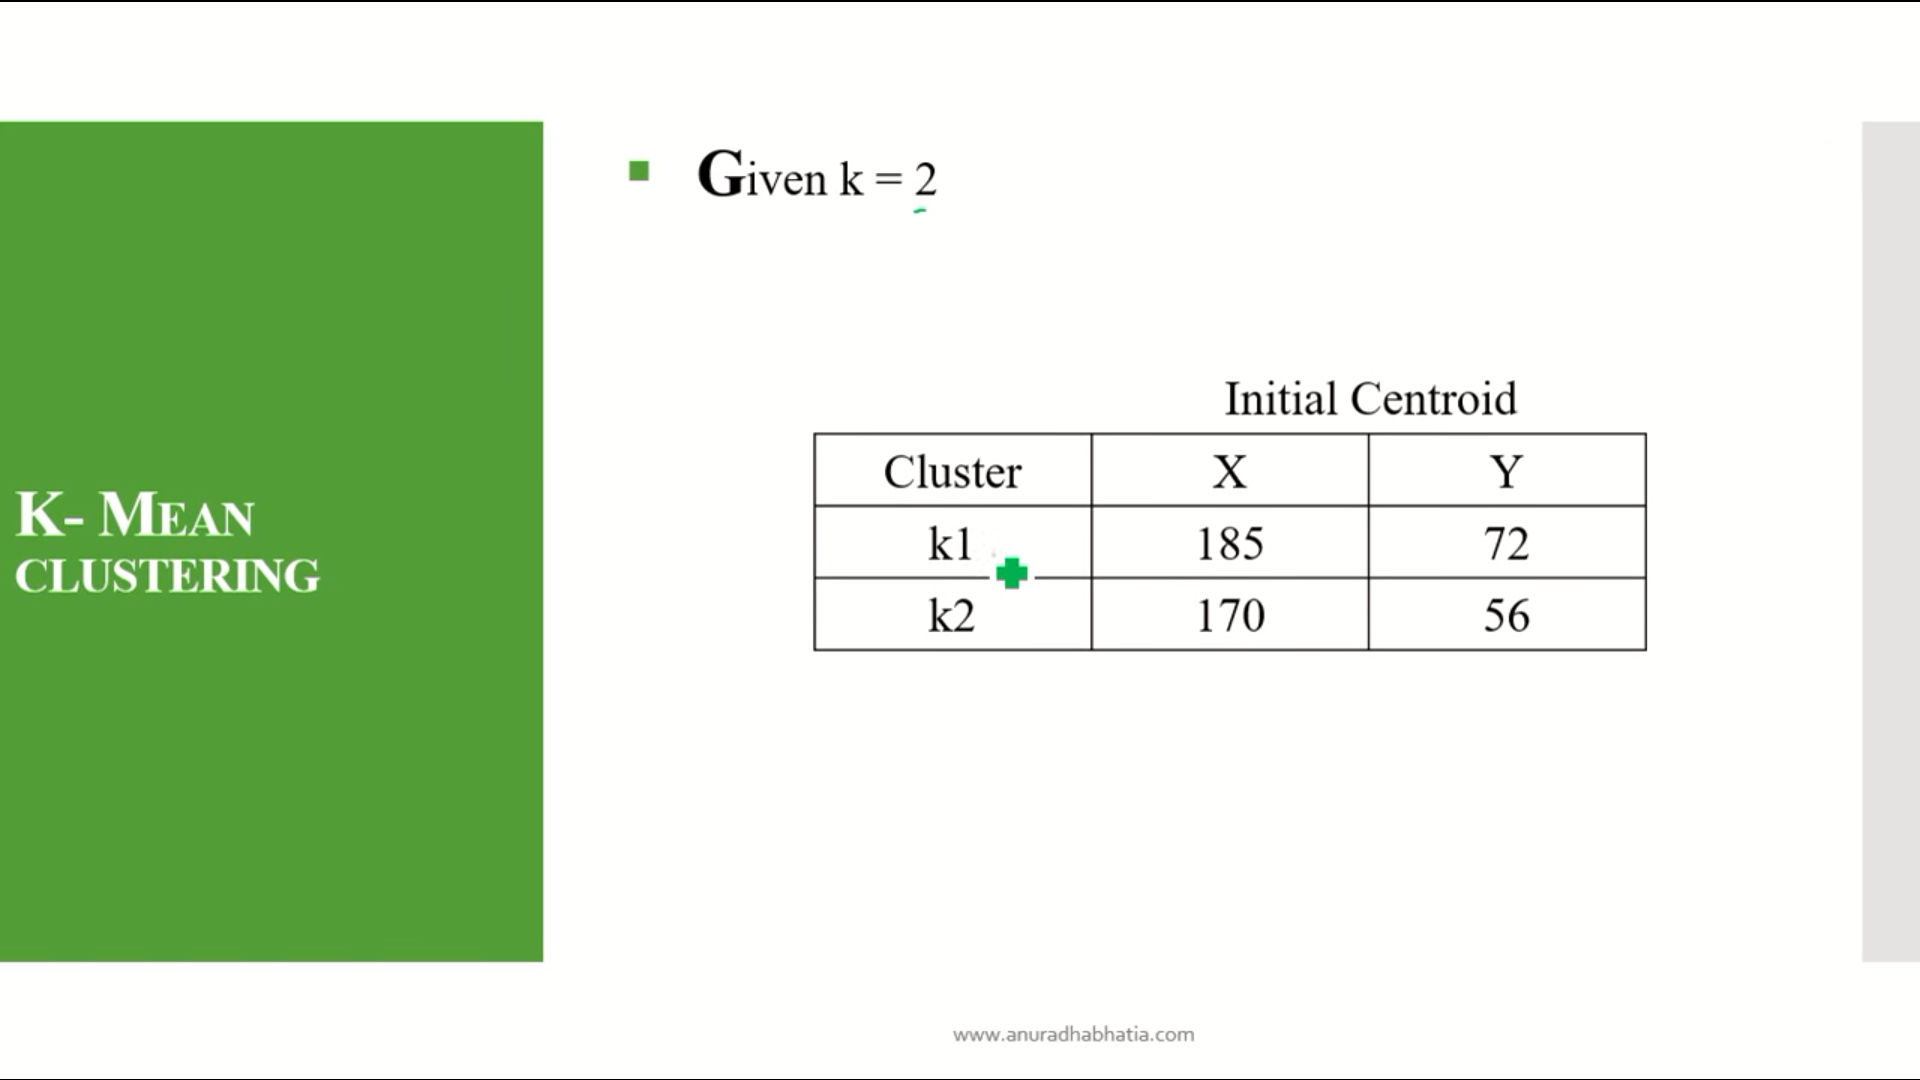 K- MEAN
CLUSTERING
Given k = 2
Initial Centroid
Cluster X Y
k1 185 72
k2 170 56
www.anuradhabhatia.com